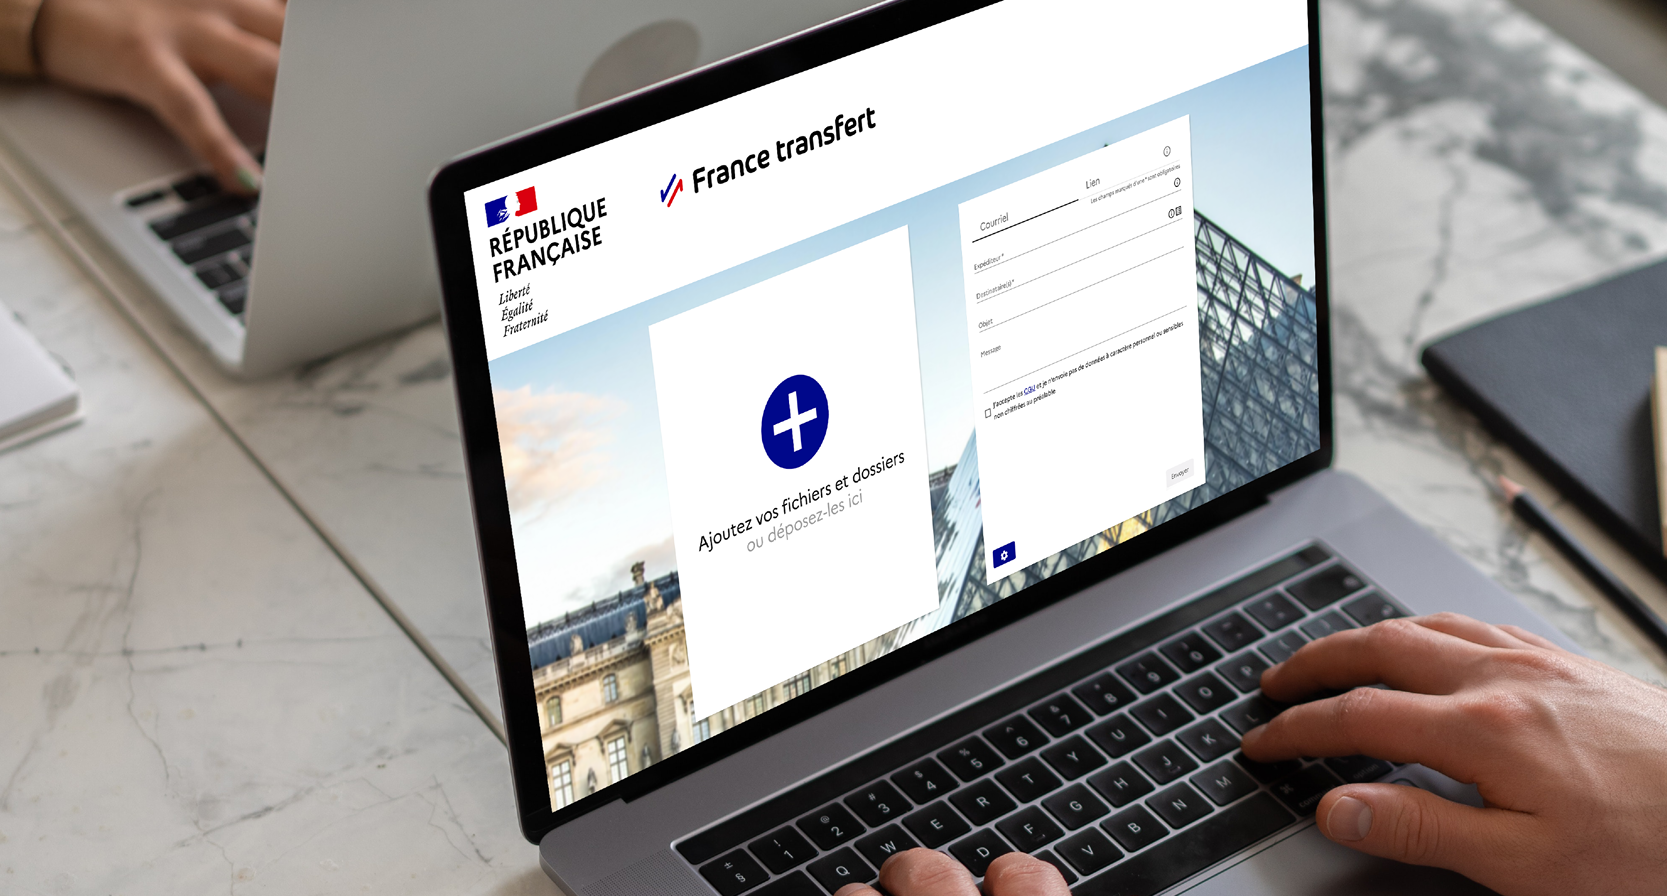 RÉPUBLIQUE
FRANÇAISE
Liberté
Égalité
Fraternité
France transfert
Ajoutez vos fichiers et dossiers
ou déposez-les ici
Courriel
Lien
Les champs marqués d'une * sont obligatoires
Expéditeur *
Destinataire(s) *
Objet
Message
J'accepte les CGU et je n'envoie pas de données à caractère personnel ou sensibles
non chiffrées au préalable
Envoyer
± § ! 1 @ 2 # 3 $ 4 % 5 ^ 6 & 7 * 8 9 0
Q W E R T Y U I O P
D F G H J K L
V B N M